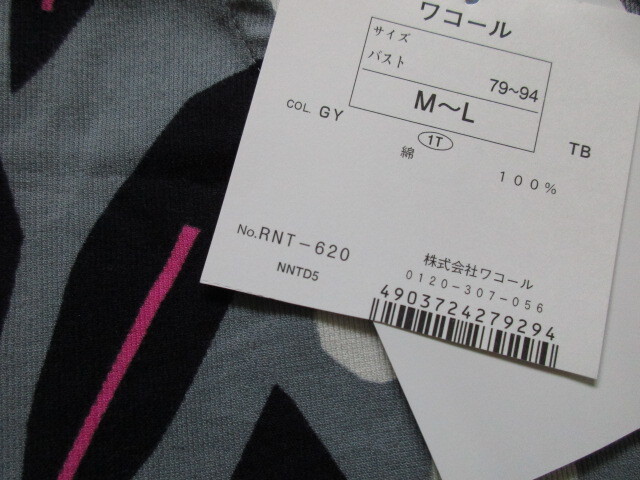 ワコール
サイズ
バスト
79~94
M~L
COL GY
1T
TB
綿
100%
No.RNT-620
NNTD5
株式会社ワコール
0120-307-056
4903724279294